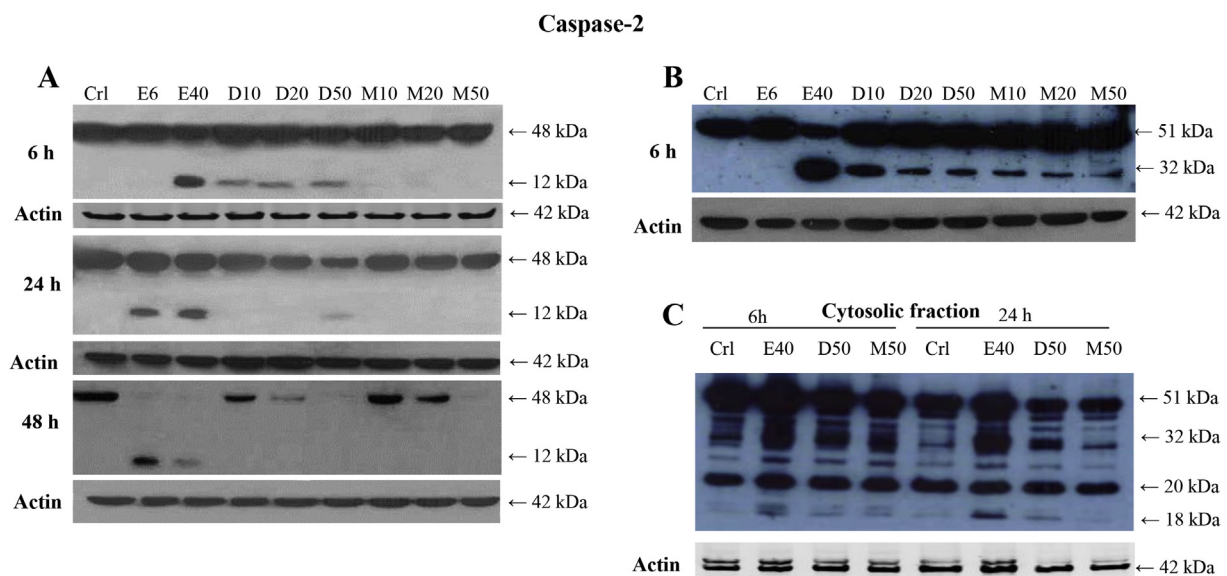 Caspase-2
A
Crl E6 E40 D10 D20 D50 M10 M20 M50
← 48 kDa
6 h
← 12 kDa
Actin ← 42 kDa
← 48 kDa
24 h
← 12 kDa
Actin ← 42 kDa
← 48 kDa
48 h
← 12 kDa
Actin ← 42 kDa
B
Crl E6 E40 D10 D20 D50 M10 M20 M50
← 51 kDa
6 h
← 32 kDa
Actin ← 42 kDa
C
Cytosolic fraction
6h 24 h
Crl E40 D50 M50 Crl E40 D50 M50
← 51 kDa
← 32 kDa
← 20 kDa
← 18 kDa
Actin ← 42 kDa